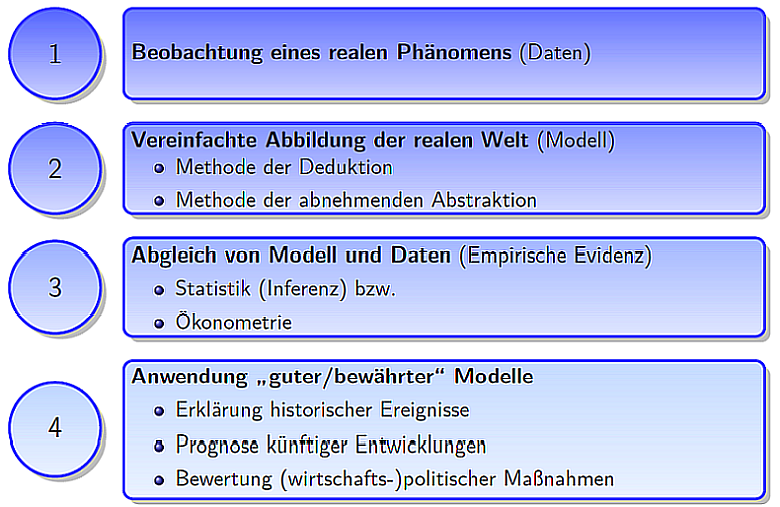 1
Beobachtung eines realen Phänomens (Daten)
2
Vereinfachte Abbildung der realen Welt (Modell)
Methode der Deduktion
Methode der abnehmenden Abstraktion
3
Abgleich von Modell und Daten (Empirische Evidenz)
Statistik (Inferenz) bzw.
Ökonometrie
4
Anwendung „guter/bewährter“ Modelle
Erklärung historischer Ereignisse
Prognose künftiger Entwicklungen
Bewertung (wirtschafts-)politischer Maßnahmen